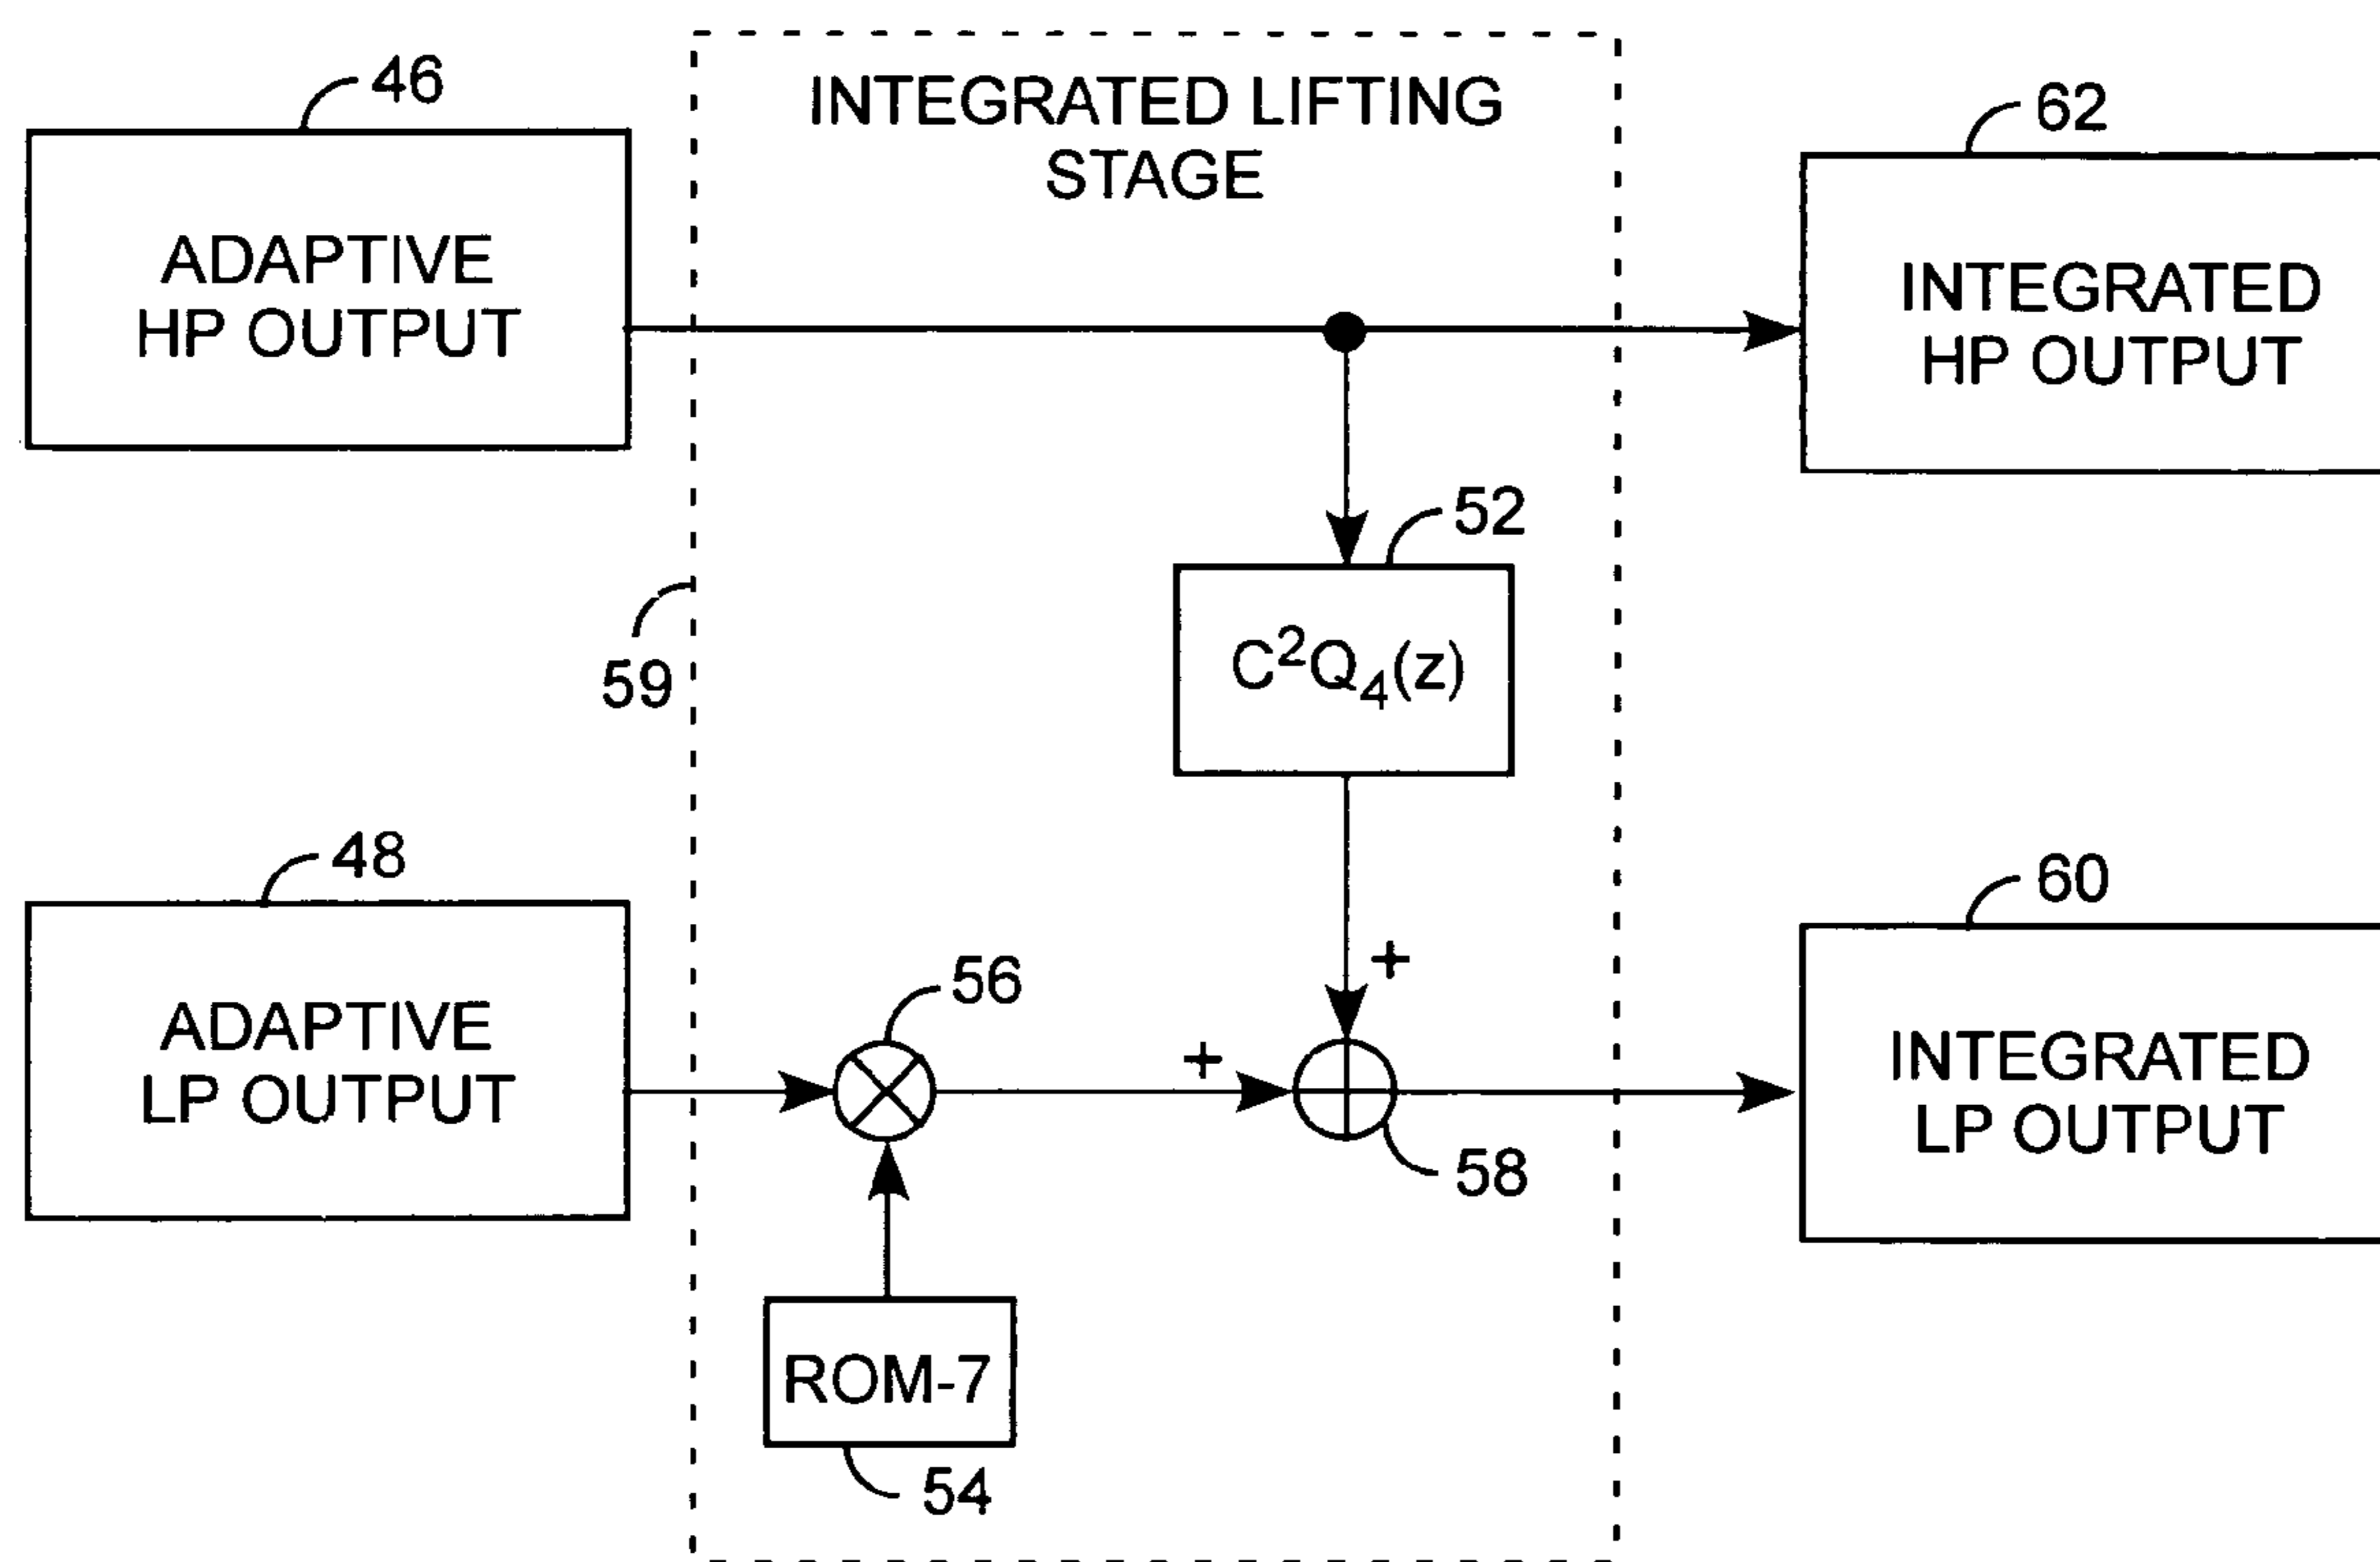 46
INTEGRATED LIFTING
STAGE
62
ADAPTIVE
HP OUTPUT
INTEGRATED
HP OUTPUT
52
C²Q₄(z)
59
48
60
+
56
ADAPTIVE
LP OUTPUT
+
INTEGRATED
LP OUTPUT
58
ROM-7
54